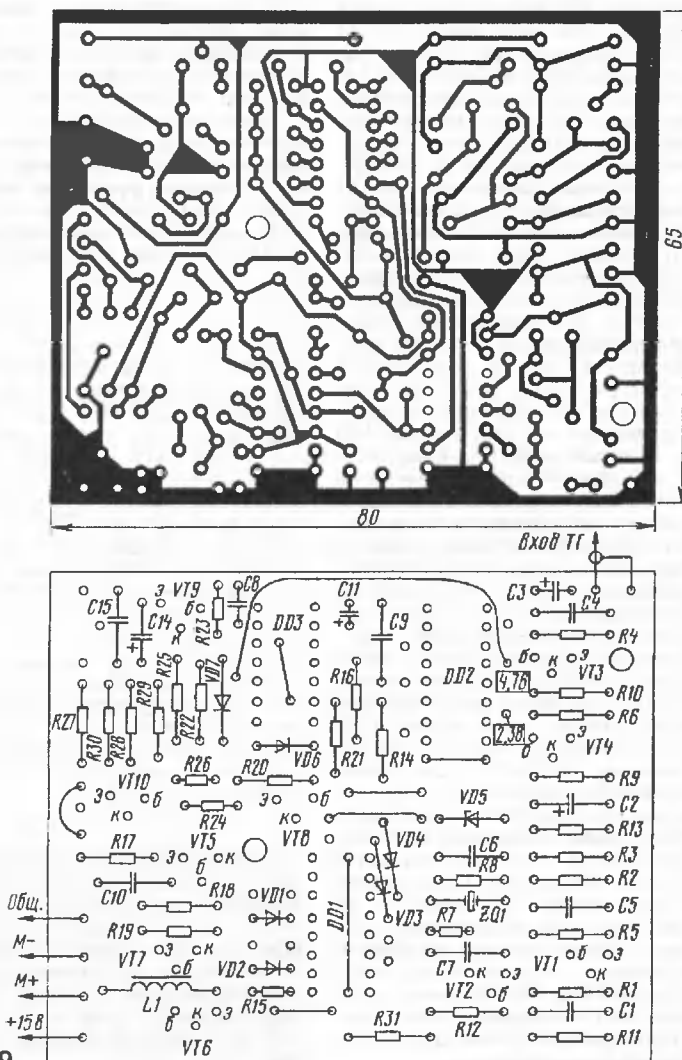 65
80
Вход TF
C15
C14
э
VT9
б
к
R23
C8
DD3
C11
C9
DD2
C3
C4
R4
б
к
э
VT3
4,7В
R10
R6
2,3В
б
к
э
VT4
R27
R30
R28
R29
R25
R22
VD7
R16
R21
R14
VD6
R26
R20
R24
VT10
э
б
к
э
б
к
VT8
VD5
R9
C2
R13
R3
R2
C5
R5
VT5
R17
э
к
б
C10
R18
VD1
R19
VT7
э
к
б
VD2
R15
L1
б
к
э
VT6
DD1
VD4
VD3
C6
R8
ZQ1
R7
C7
к
э
VT2
б
R12
R31
VT1
б
э
к
R1
C1
R11
Общ.
М-
М+
+15В